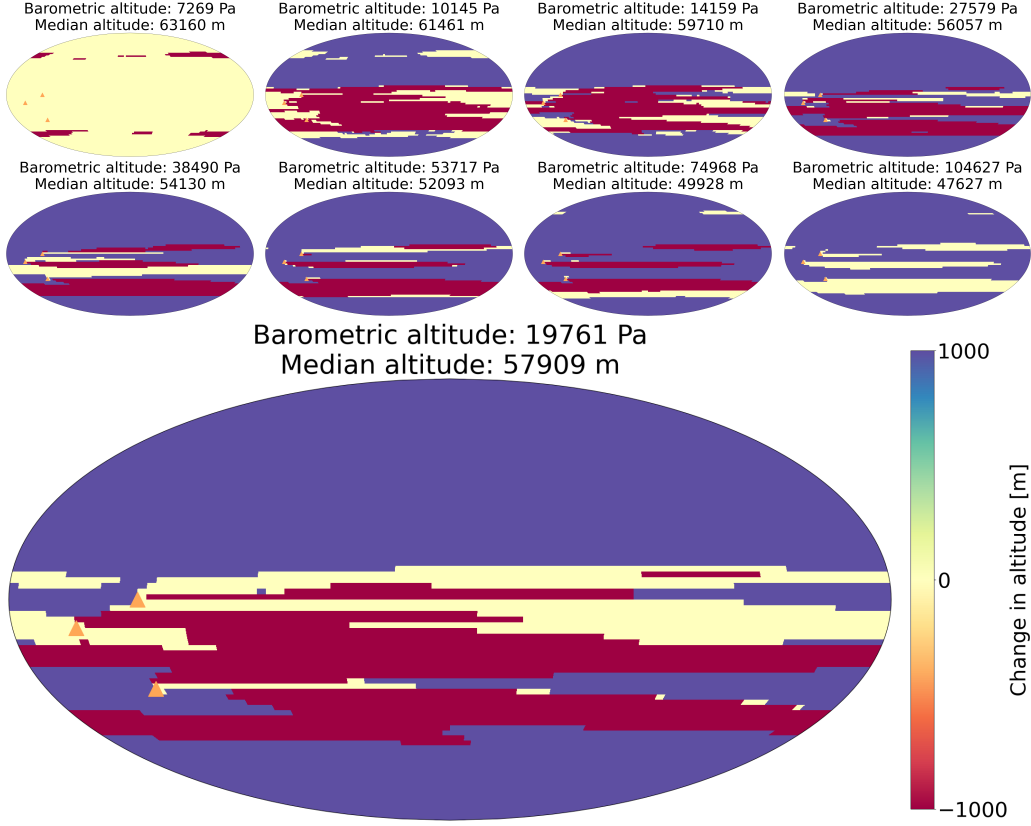 Barometric altitude: 7269 Pa
Median altitude: 63160 m
Barometric altitude: 10145 Pa
Median altitude: 61461 m
Barometric altitude: 14159 Pa
Median altitude: 59710 m
Barometric altitude: 27579 Pa
Median altitude: 56057 m
Barometric altitude: 38490 Pa
Median altitude: 54130 m
Barometric altitude: 53717 Pa
Median altitude: 52093 m
Barometric altitude: 74968 Pa
Median altitude: 49928 m
Barometric altitude: 104627 Pa
Median altitude: 47627 m
Barometric altitude: 19761 Pa
Median altitude: 57909 m
1000
0
−1000
Change in altitude [m]